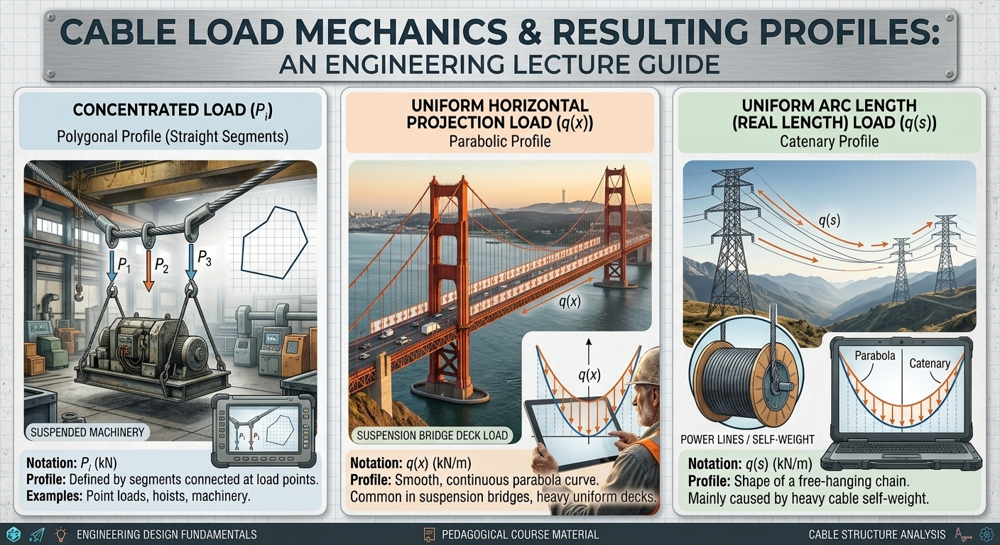 CABLE LOAD MECHANICS & RESULTING PROFILES:
AN ENGINEERING LECTURE GUIDE
CONCENTRATED LOAD (Pᵢ)
Polygonal Profile (Straight Segments)
P₁
P₂
P₃
SUSPENDED MACHINERY
P₁
P₁
Notation: Pᵢ (kN)
Profile: Defined by segments connected at load points.
Examples: Point loads, hoists, machinery.
UNIFORM HORIZONTAL
PROJECTION LOAD (q(x))
Parabolic Profile
q(x)
q(x)
SUSPENSION BRIDGE DECK LOAD
Notation: q(x) (kN/m)
Profile: Smooth, continuous parabola curve.
Common in suspension bridges, heavy uniform decks.
UNIFORM ARC LENGTH
(REAL LENGTH) LOAD (q(s))
Catenary Profile
q(s)
Parabola
Catenary
POWER LINES / SELF-WEIGHT
Notation: q(s) (kN/m)
Profile: Shape of a free-hanging chain.
Mainly caused by heavy cable self-weight.
ENGINEERING DESIGN FUNDAMENTALS
PEDAGOGICAL COURSE MATERIAL
CABLE STRUCTURE ANALYSIS